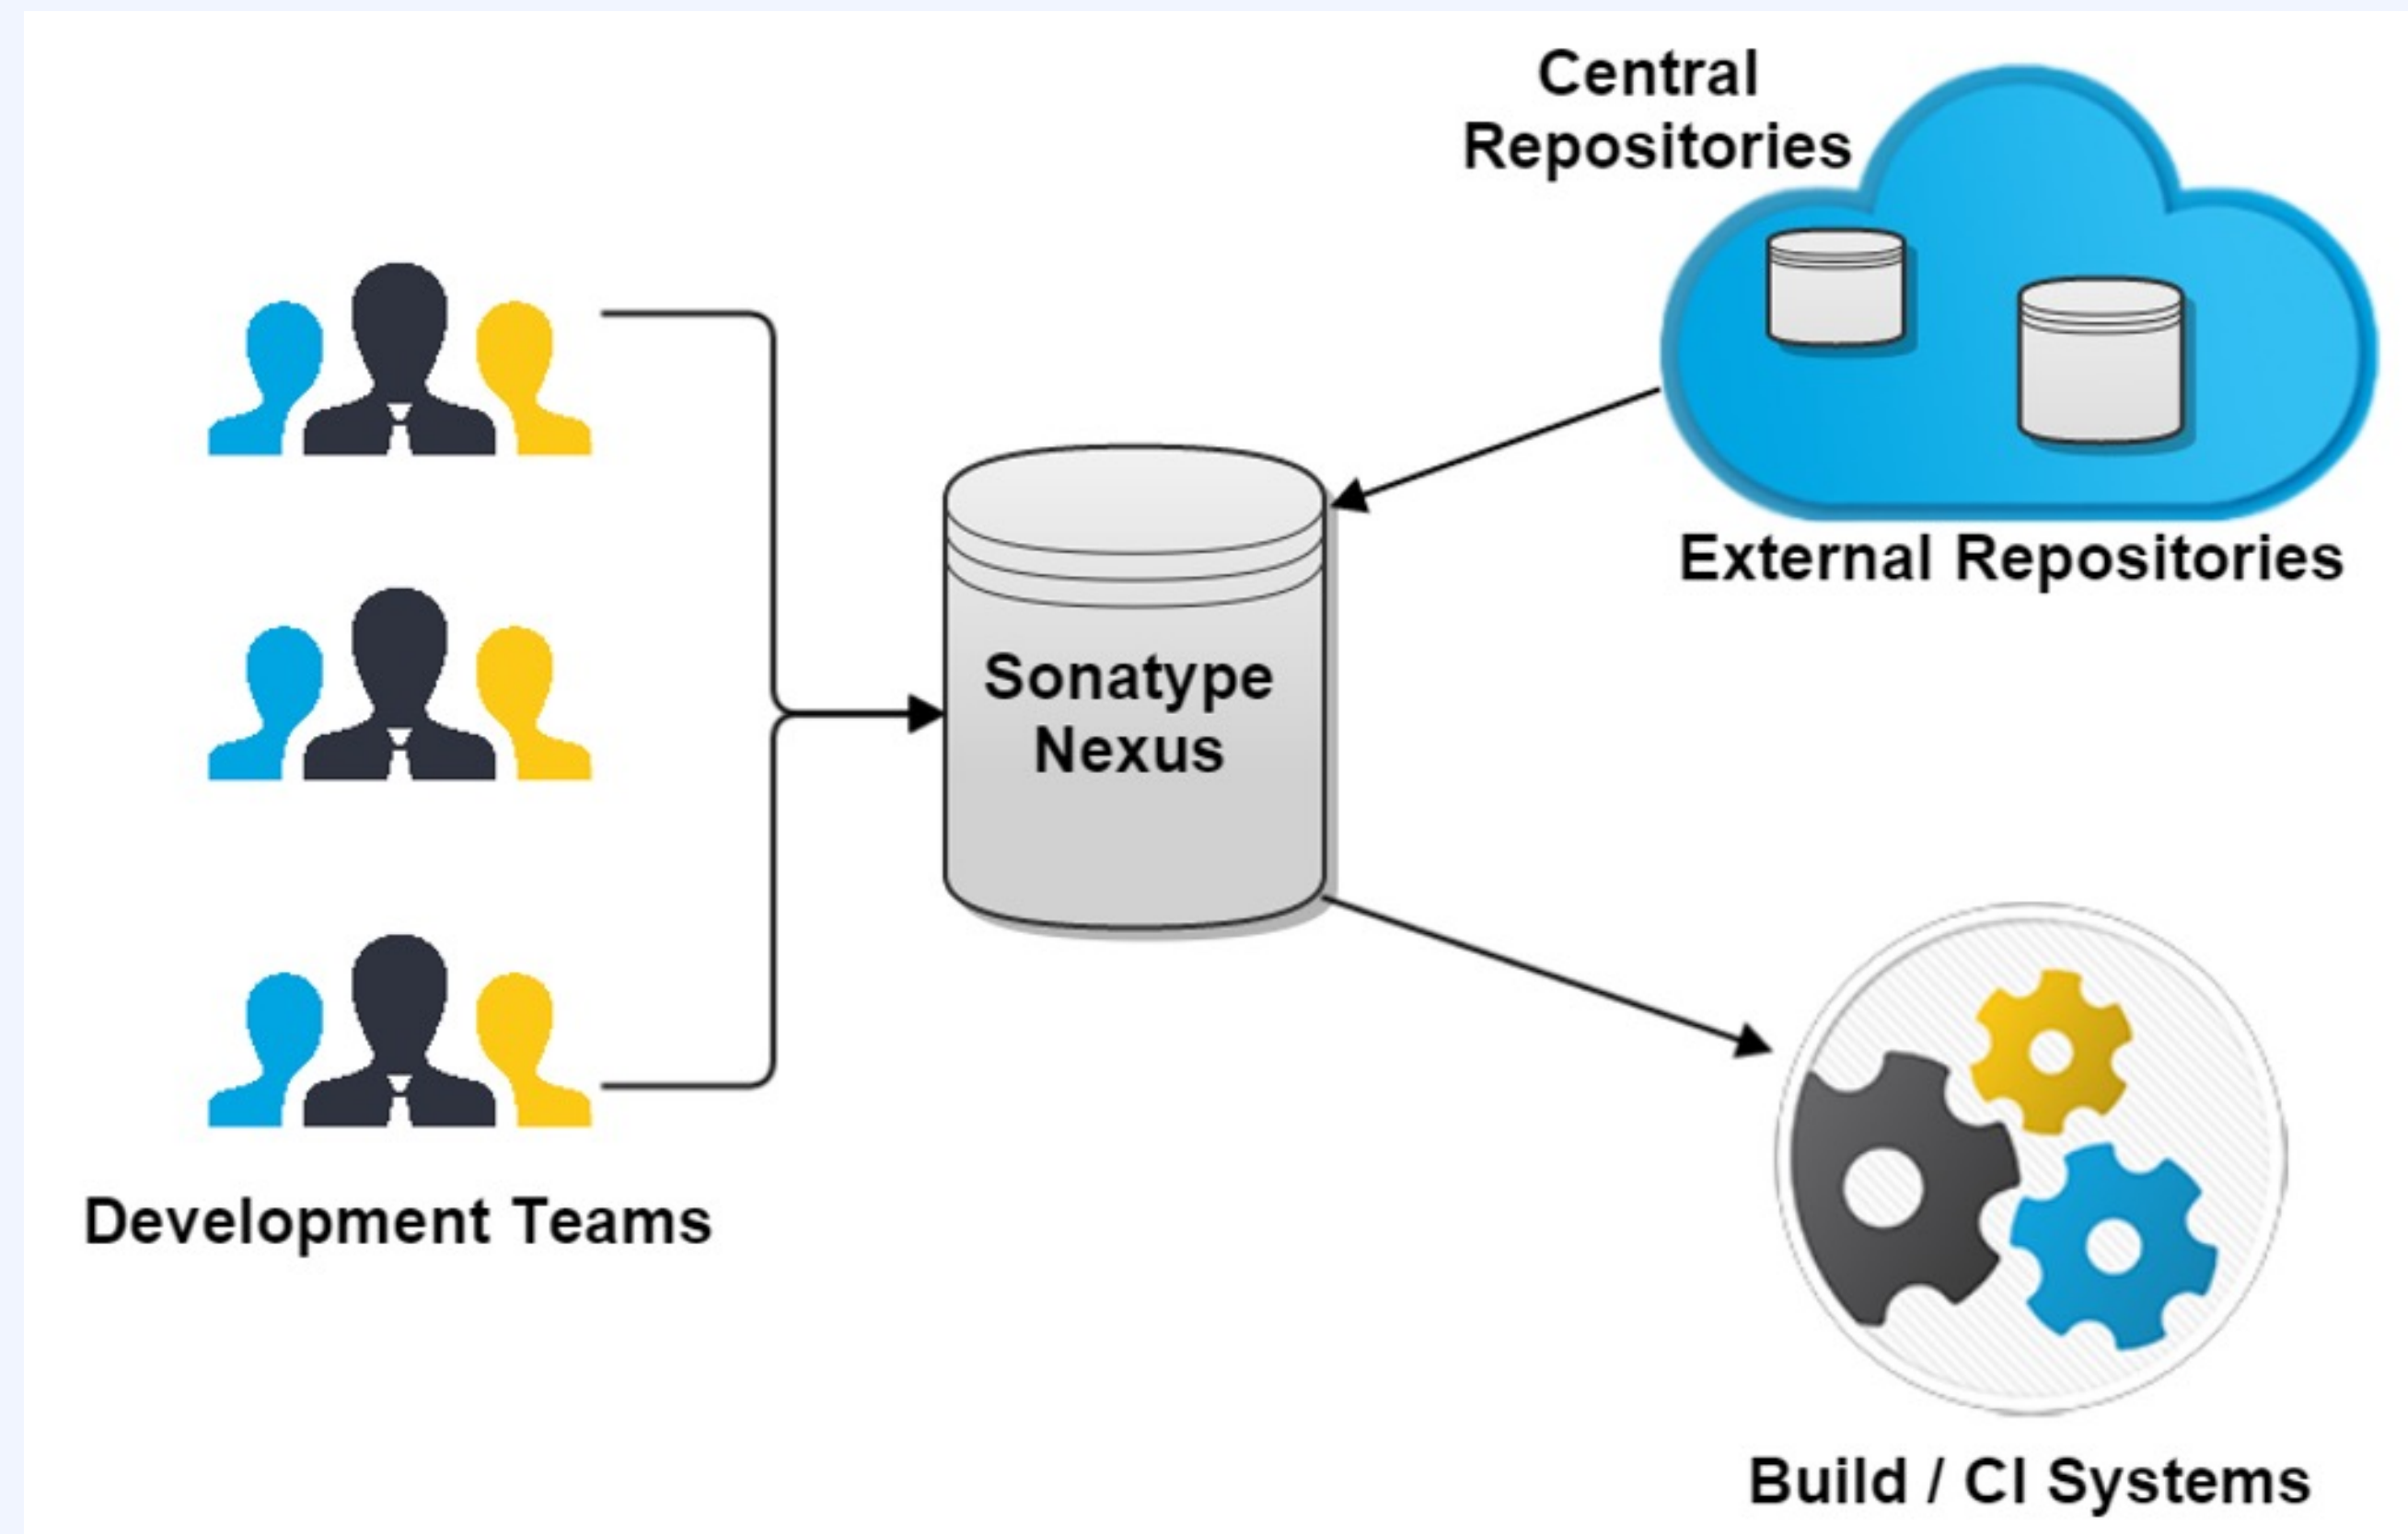 Central
Repositories
External Repositories
Sonatype
Nexus
Development Teams
Build / CI Systems